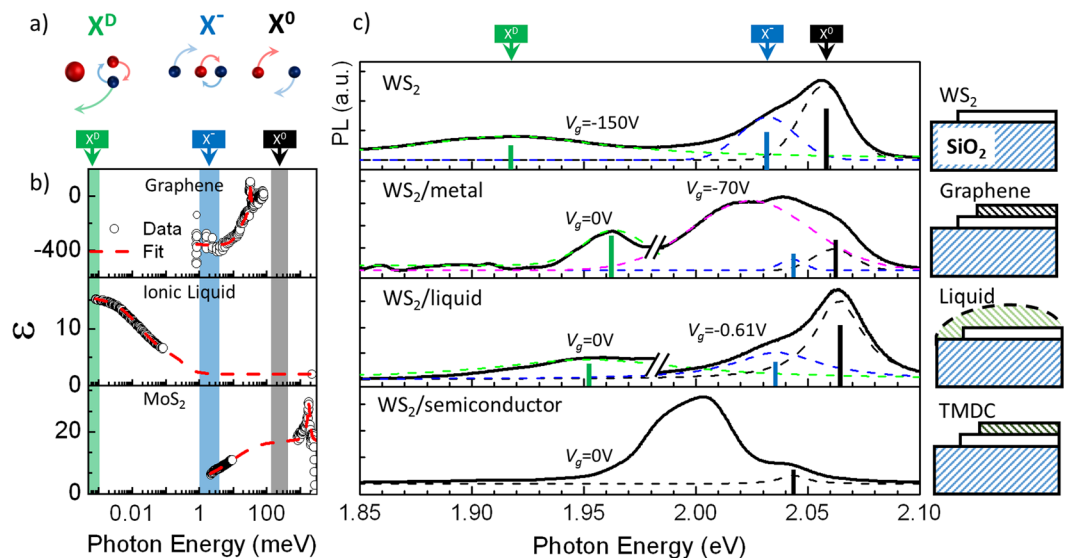 a)
X^D X^- X^0
X^D X^- X^0
b)
Graphene
Data
Fit
0
-400
Ionic Liquid
10
0
MoS₂
20
0
ε
0.01 1 100
Photon Energy (meV)
c)
X^D X^- X^0
PL (a.u.)
WS₂
V_g=-150V
WS₂/metal
V_g=0V
V_g=-70V
WS₂/liquid
V_g=0V
V_g=-0.61V
WS₂/semiconductor
V_g=0V
1.85 1.90 1.95 2.00 2.05 2.10
Photon Energy (eV)
WS₂
SiO₂
Graphene
Liquid
TMDC